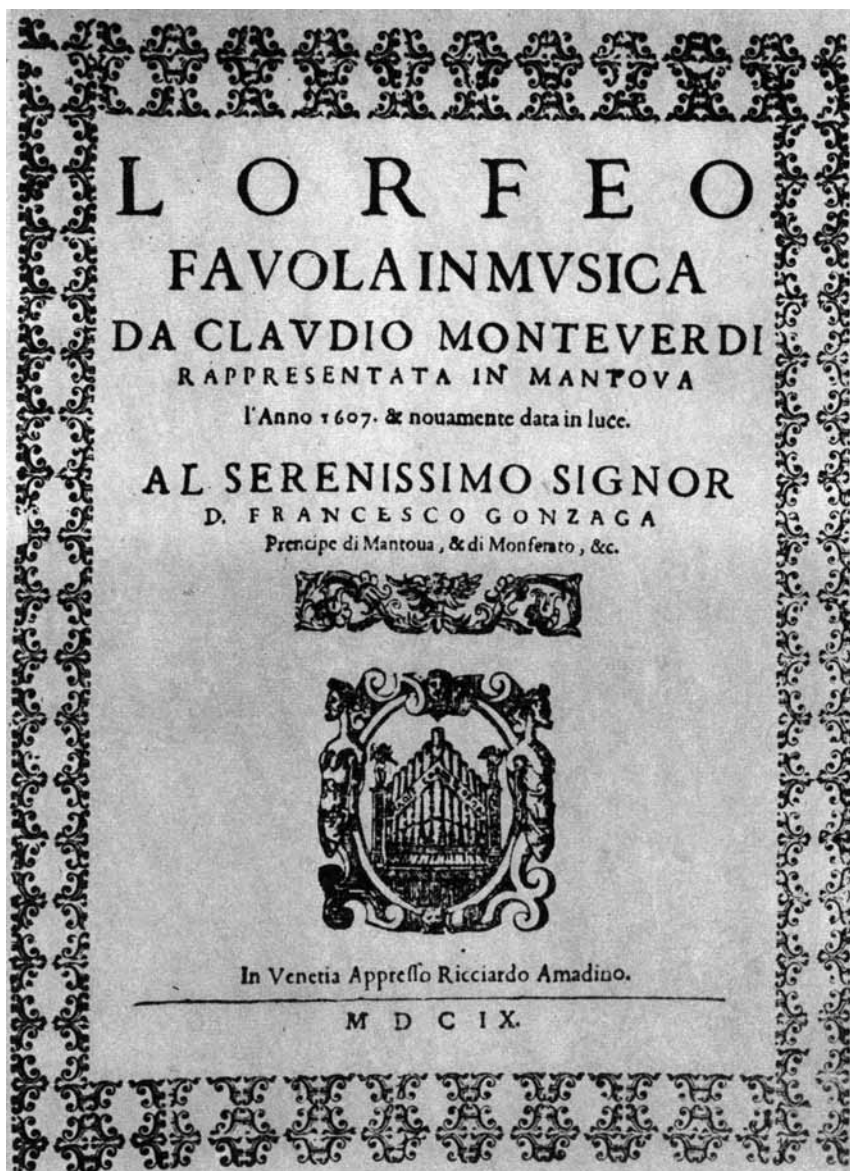 L ORFEO
FAVOLA IN MVSICA
DA CLAVDIO MONTEVERDI
RAPPRESENTATA IN MANTOVA
l'Anno 1607. & nouamente data in luce.
AL SERENISSIMO SIGNOR
D. FRANCESCO GONZAGA
Prencipe di Mantoua, & di Monferato, &c.
In Venetia Appreſſo Ricciardo Amadino.
M D C IX.